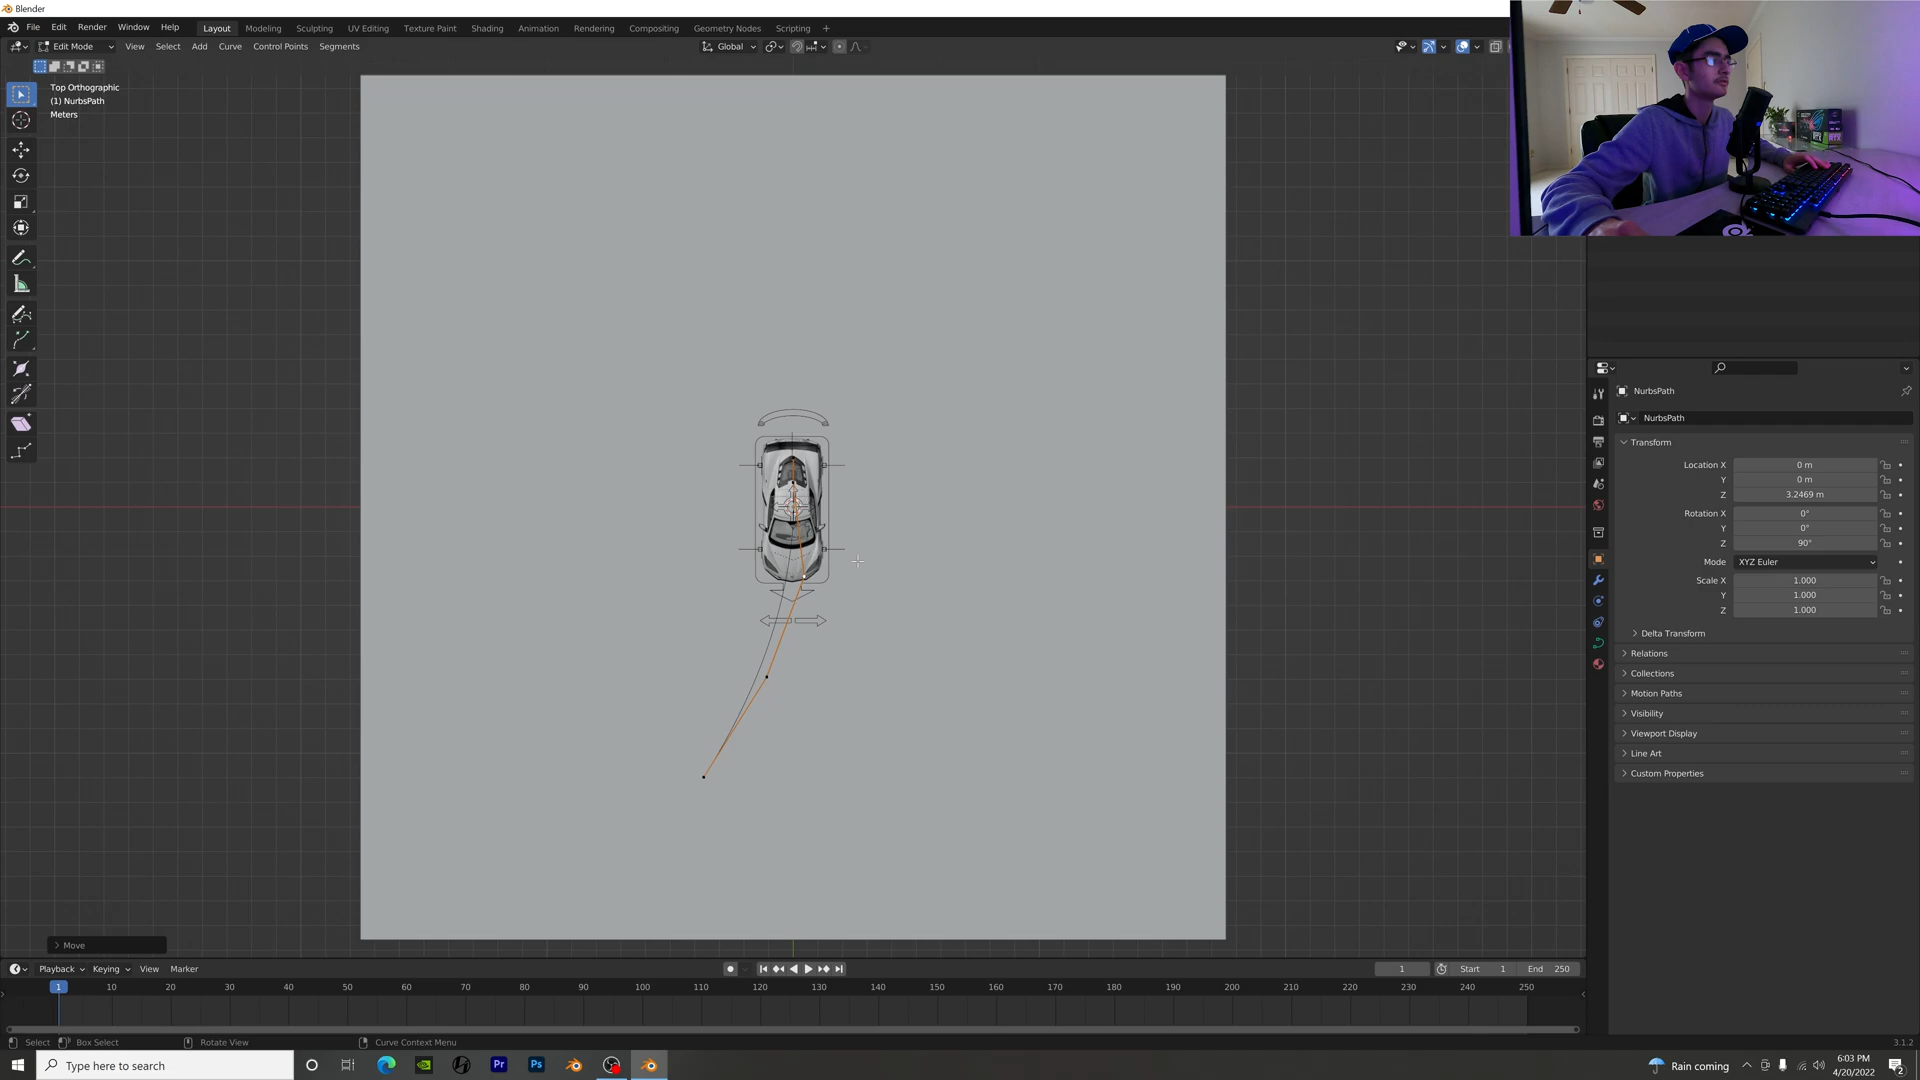 Blender
File Edit Render Window Help Layout Modeling Sculpting UV Editing Texture Paint Shading Animation Rendering Compositing Geometry Nodes Scripting +
Edit Mode View Select Add Curve Control Points Segments Global
Top Orthographic
(1) NurbsPath
Meters
NurbsPath
NurbsPath
Transform
Location X 0 m
Y 0 m
Z 3.2469 m
Rotation X 0°
Y 0°
Z 90°
Mode XYZ Euler
Scale X 1.000
Y 1.000
Z 1.000
Delta Transform
Relations
Collections
Motion Paths
Visibility
Viewport Display
Line Art
Custom Properties
Move
Playback Keying View Marker 1 Start 1 End 250
1 10 20 30 40 50 60 70 80 90 100 110 120 130 140 150 160 170 180 190 200 210 220 230 240 250
Select Box Select Rotate View Curve Context Menu 3.1.2
Type here to search Pr Ps Rain coming 6:03 PM
4/20/2022 2